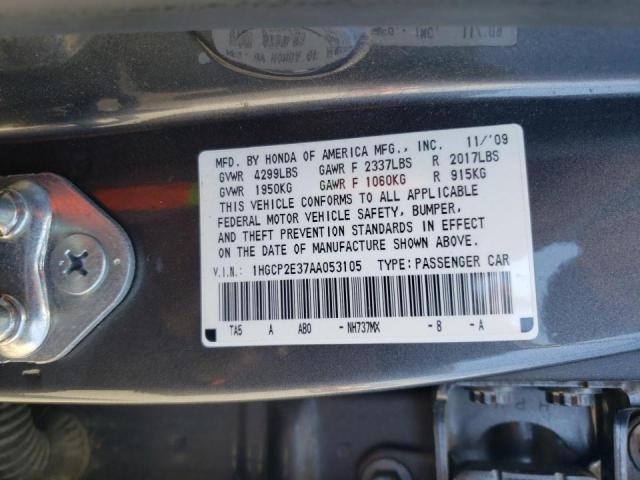 MFD. BY HONDA OF AMERICA MFG., INC. 11/'09
GVWR 4299LBS GAWR F 2337LBS R 2017LBS
GVWR 1950KG GAWR F 1060KG R 915KG
THIS VEHICLE CONFORMS TO ALL APPLICABLE
FEDERAL MOTOR VEHICLE SAFETY, BUMPER,
AND THEFT PREVENTION STANDARDS IN EFFECT
ON THE DATE OF MANUFACTURE SHOWN ABOVE.
V.I.N.: 1HGCP2E37AA053105 TYPE: PASSENGER CAR
TA5 A AB0 -NH737MX -B -A